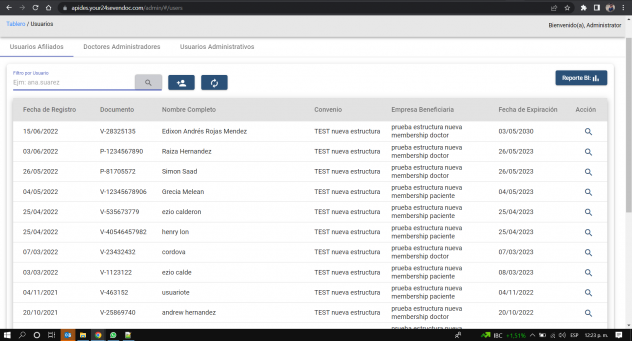 apidės.your24sevendoc.com/admin/#/users
Tablero / Usuarios
Bienvenido(a), Administrador
Usuarios Afiliados Doctores Administradores Usuarios Administrativos
Filtro por Usuario
Ejm: ana suarez
Reporte BI:
Fecha de Registro Documento Nombre Completo Convenio Empresa Beneficiaria Fecha de Expiración Acción
15/06/2022 V-28325135 Edixon Andrés Rojas Mendez TEST nueva estructura prueba estructura nueva membership doctor 03/05/2030
03/06/2022 P-1234567890 Raiza Hernandez TEST nueva estructura prueba estructura nueva membership doctor 26/05/2023
26/05/2022 P-81705572 Simon Saad TEST nueva estructura prueba estructura nueva membership doctor 26/05/2023
04/05/2022 V-12345678906 Grecia Melean TEST nueva estructura prueba estructura nueva membership paciente 04/05/2023
25/04/2022 V-535673779 ezio calderon TEST nueva estructura prueba estructura nueva membership paciente 25/04/2023
25/04/2022 V-40546457982 henry lon TEST nueva estructura prueba estructura nueva membership paciente 25/04/2023
07/03/2022 V-23432432 cordova TEST nueva estructura prueba estructura nueva membership doctor 07/03/2023
03/03/2022 V-1123122 ezio calde TEST nueva estructura prueba estructura nueva membership paciente 08/03/2023
04/11/2021 V-463152 usuariote TEST nueva estructura prueba estructura nueva membership paciente 04/11/2022
20/10/2021 V-25869740 andrew hernandez TEST nueva estructura prueba estructura nueva membership paciente 20/10/2022
prueba estructura nueva
IBC +1,51% ESP 12:23 p. m.